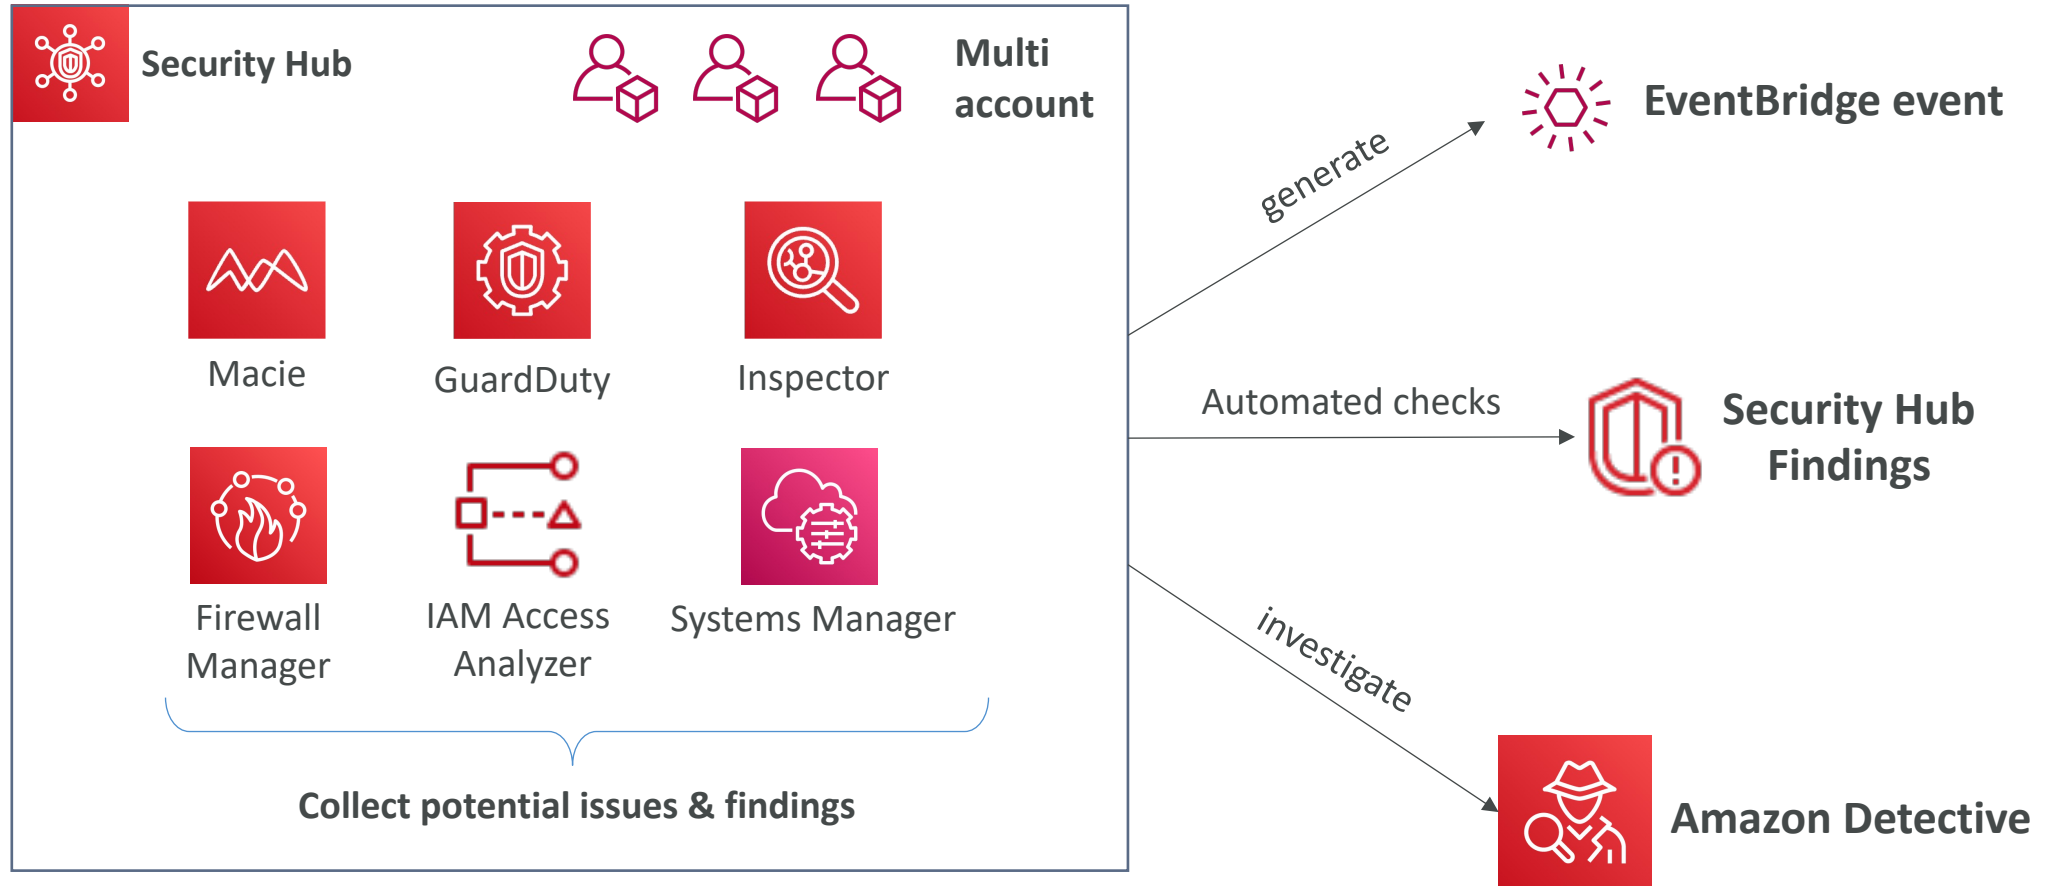 Security Hub
Multi
account
Macie
GuardDuty
Inspector
Firewall
Manager
IAM Access
Analyzer
Systems Manager
Collect potential issues & findings
generate
EventBridge event
Automated checks
Security Hub
Findings
investigate
Amazon Detective